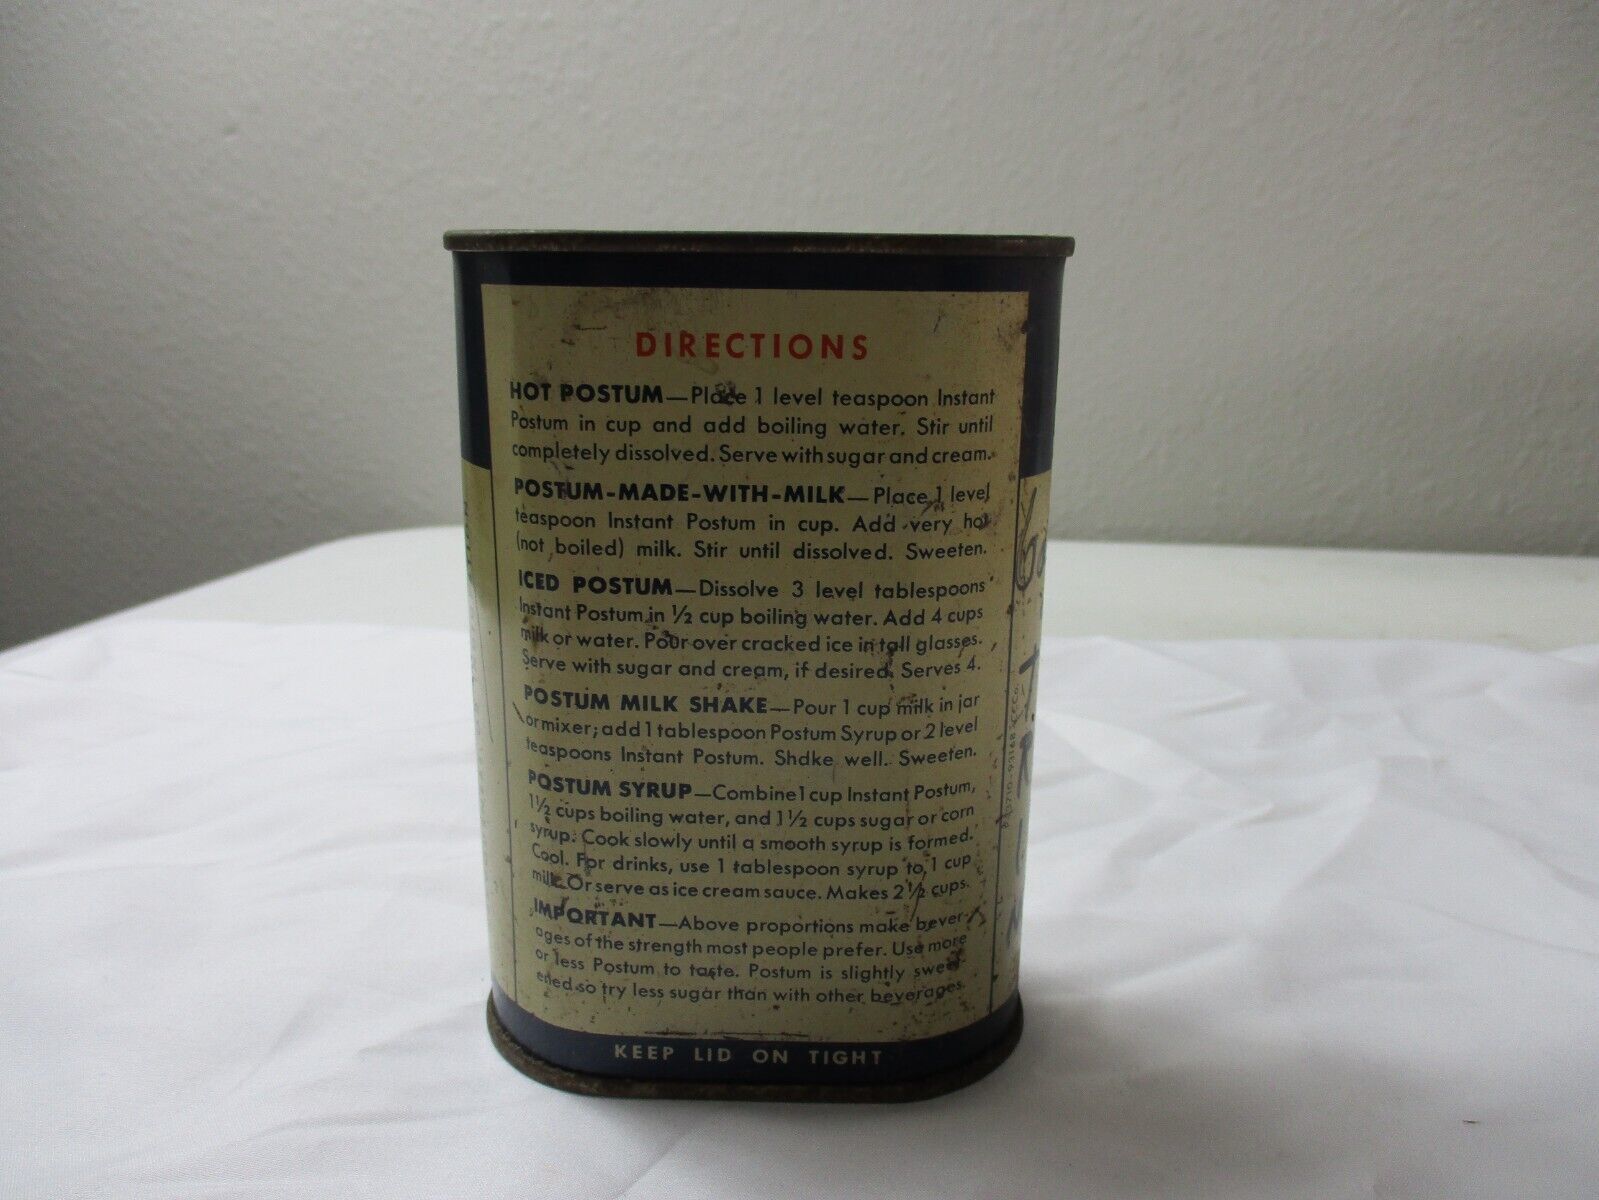 DIRECTIONS
HOT POSTUM—Place 1 level teaspoon Instant
Postum in cup and add boiling water. Stir until
completely dissolved. Serve with sugar and cream.
POSTUM-MADE-WITH-MILK—Place 1 level
teaspoon Instant Postum in cup. Add very hot
(not boiled) milk. Stir until dissolved. Sweeten.
ICED POSTUM—Dissolve 3 level tablespoons
Instant Postum in ½ cup boiling water. Add 4 cups
milk or water. Pour over cracked ice in tall glasses.
Serve with sugar and cream, if desired. Serves 4.
POSTUM MILK SHAKE—Pour 1 cup milk in jar
or mixer; add 1 tablespoon Postum Syrup or 2 level
teaspoons Instant Postum. Shake well. Sweeten.
POSTUM SYRUP—Combine 1 cup Instant Postum,
1½ cups boiling water, and 1½ cups sugar or corn
syrup. Cook slowly until a smooth syrup is formed.
Cool. For drinks, use 1 tablespoon syrup to 1 cup
milk. Or serve as ice cream sauce. Makes 2½ cups.
IMPORTANT—Above proportions make bever-
ages of the strength most people prefer. Use more
or less Postum to taste. Postum is slightly sweet-
ened so try less sugar than with other beverages.
KEEP LID ON TIGHT